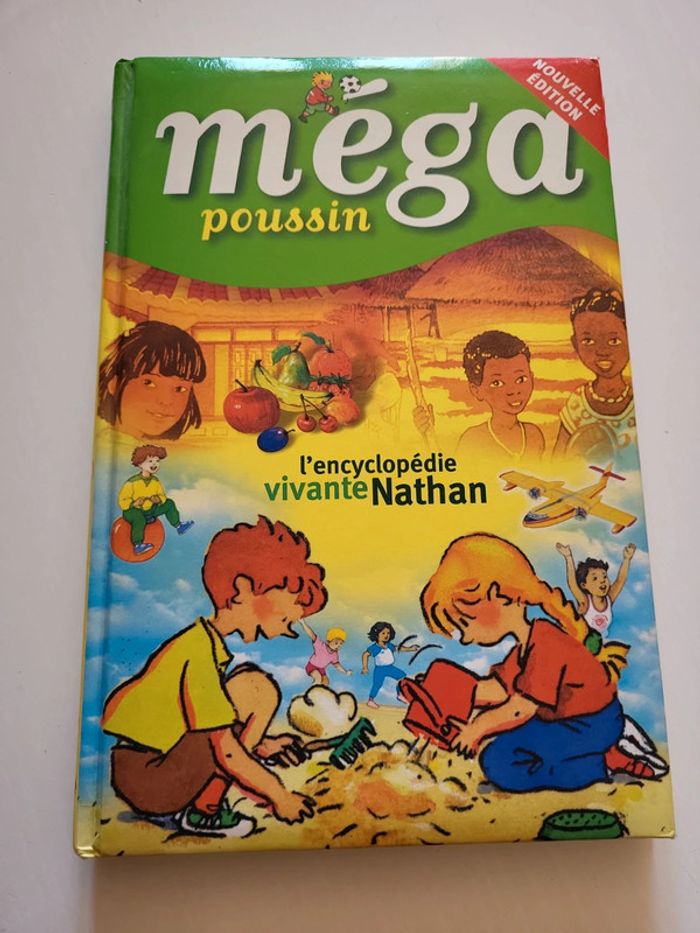 NOUVELLE
ÉDITION
méga
poussin
l'encyclopédie
vivante Nathan